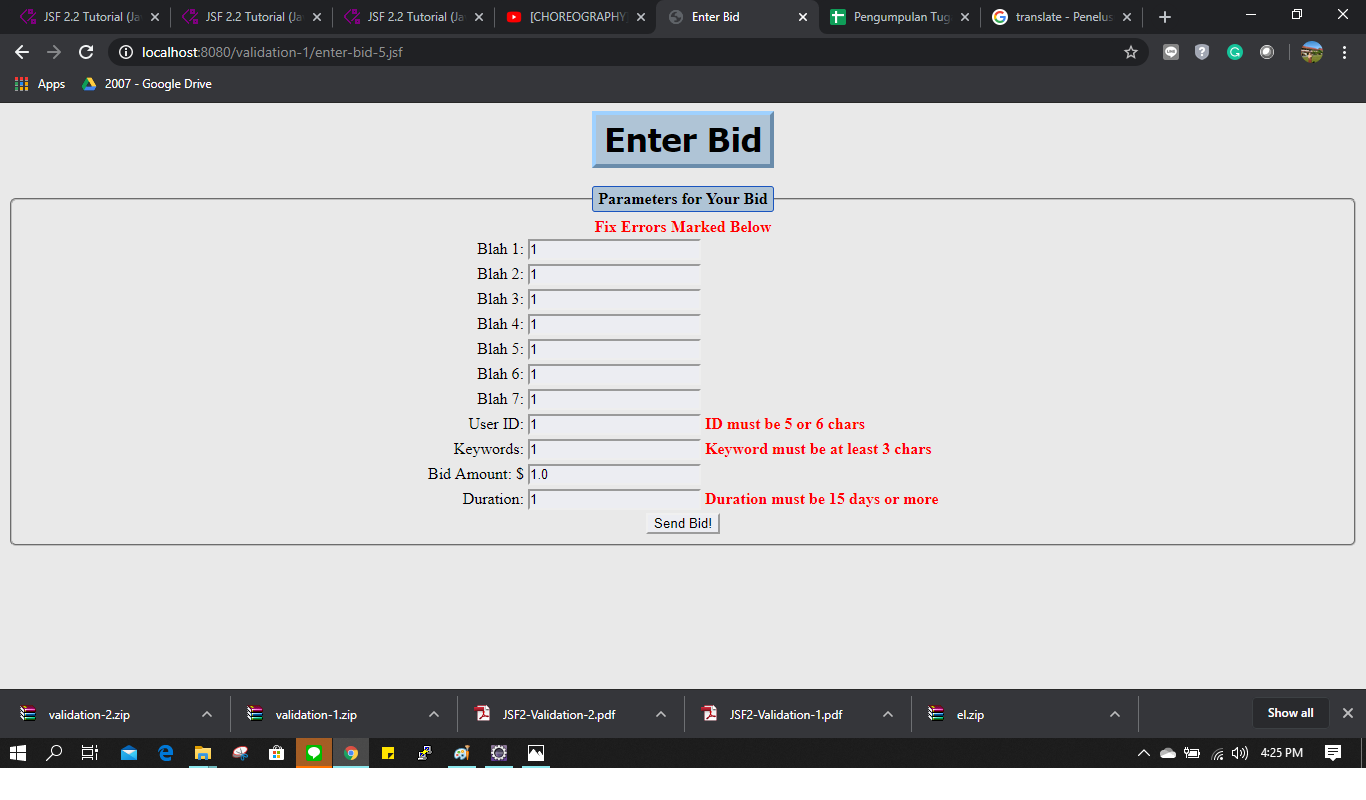 JSF 2.2 Tutorial (Ja
JSF 2.2 Tutorial (Ja
JSF 2.2 Tutorial (Ja
[CHOREOGRAPHY
Enter Bid
Pengumpulan Tug
translate - Penelus
localhost:8080/validation-1/enter-bid-5.jsf
Apps
2007 - Google Drive
Enter Bid
Parameters for Your Bid
Fix Errors Marked Below
Blah 1: 1
Blah 2: 1
Blah 3: 1
Blah 4: 1
Blah 5: 1
Blah 6: 1
Blah 7: 1
User ID: 1 ID must be 5 or 6 chars
Keywords: 1 Keyword must be at least 3 chars
Bid Amount: $ 1.0
Duration: 1 Duration must be 15 days or more
Send Bid!
validation-2.zip
validation-1.zip
JSF2-Validation-2.pdf
JSF2-Validation-1.pdf
el.zip
Show all
4:25 PM